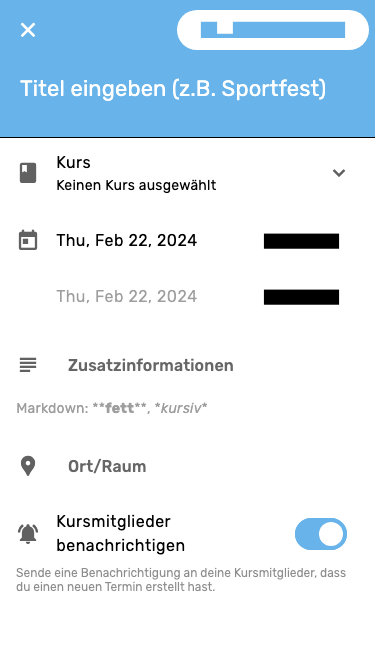 Titel eingeben (z.B. Sportfest)
Kurs
Keinen Kurs ausgewählt
Thu, Feb 22, 2024
Thu, Feb 22, 2024
Zusatzinformationen
Markdown: **fett**, *kursiv*
Ort/Raum
Kursmitglieder
benachrichtigen
Sende eine Benachrichtigung an deine Kursmitglieder, dass
du einen neuen Termin erstellt hast.